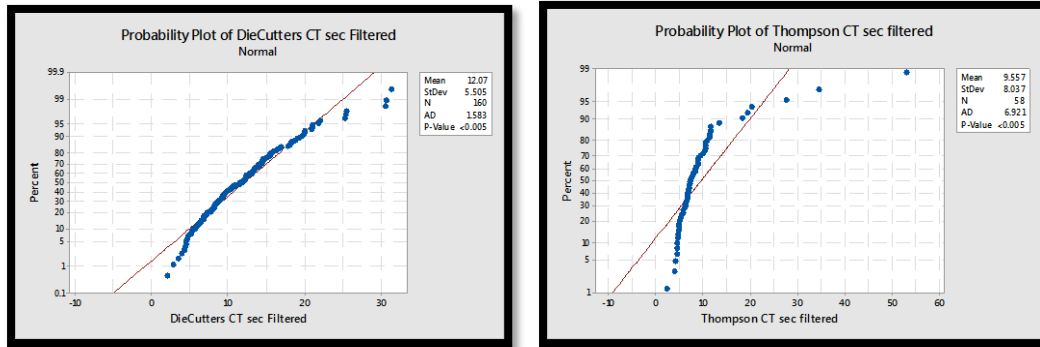 Probability Plot of DieCutters CT sec Filtered
Normal
99.9
99
95
90
80
70
60
50
40
30
20
10
5
1
0.1
Percent
-10
0
10
20
30
DieCutters CT sec Filtered
Mean 12.07
StDev 5.505
N 160
AD 1.583
P-Value <0.005
Probability Plot of Thompson CT sec filtered
Normal
99
95
90
80
70
60
50
40
30
20
10
5
1
Percent
-10
0
10
20
30
40
50
60
Thompson CT sec filtered
Mean 9.557
StDev 8.037
N 58
AD 6.921
P-Value <0.005